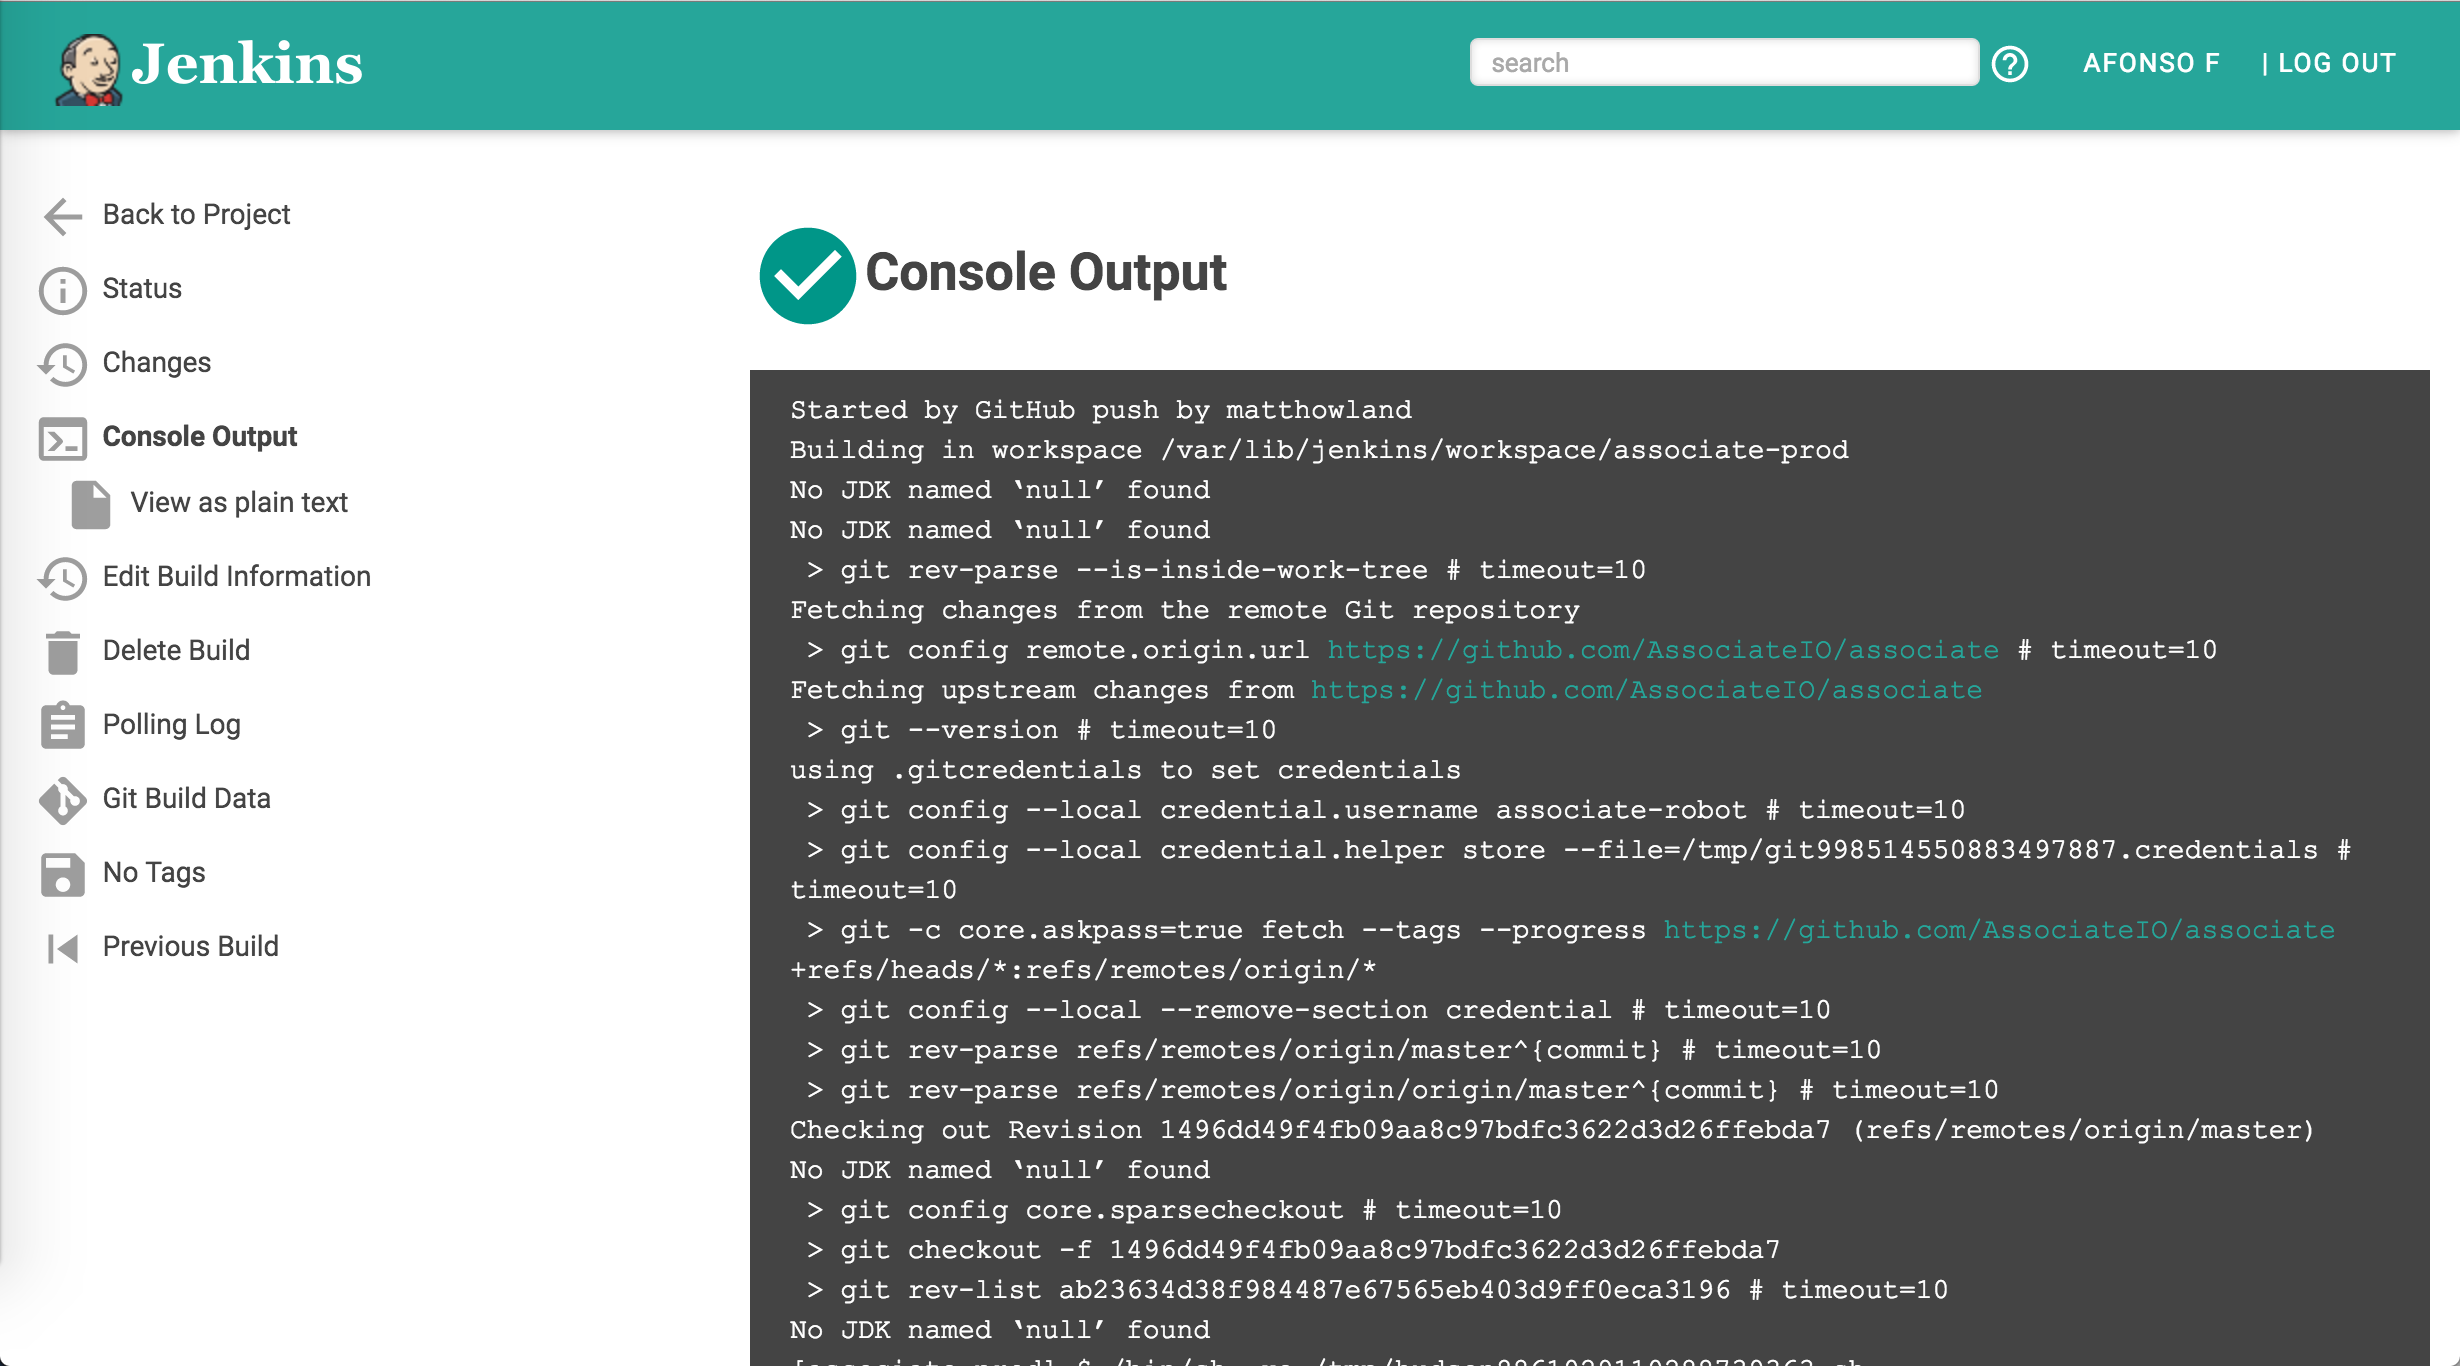 Jenkins
search
AFONSO F
| LOG OUT
Back to Project
Status
Changes
Console Output
View as plain text
Edit Build Information
Delete Build
Polling Log
Git Build Data
No Tags
Previous Build
Console Output
Started by GitHub push by matthowland
Building in workspace /var/lib/jenkins/workspace/associate-prod
No JDK named ‘null’ found
No JDK named ‘null’ found
> git rev-parse --is-inside-work-tree # timeout=10
Fetching changes from the remote Git repository
> git config remote.origin.url https://github.com/AssociateIO/associate # timeout=10
Fetching upstream changes from https://github.com/AssociateIO/associate
> git --version # timeout=10
using .gitcredentials to set credentials
> git config --local credential.username associate-robot # timeout=10
> git config --local credential.helper store --file=/tmp/git998514550883497887.credentials #
timeout=10
> git -c core.askpass=true fetch --tags --progress https://github.com/AssociateIO/associate
+refs/heads/*:refs/remotes/origin/*
> git config --local --remove-section credential # timeout=10
> git rev-parse refs/remotes/origin/master^{commit} # timeout=10
> git rev-parse refs/remotes/origin/origin/master^{commit} # timeout=10
Checking out Revision 1496dd49f4fb09aa8c97bdfc3622d3d26ffebda7 (refs/remotes/origin/master)
No JDK named ‘null’ found
> git config core.sparsecheckout # timeout=10
> git checkout -f 1496dd49f4fb09aa8c97bdfc3622d3d26ffebda7
> git rev-list ab23634d38f984487e67565eb403d9ff0eca3196 # timeout=10
No JDK named ‘null’ found